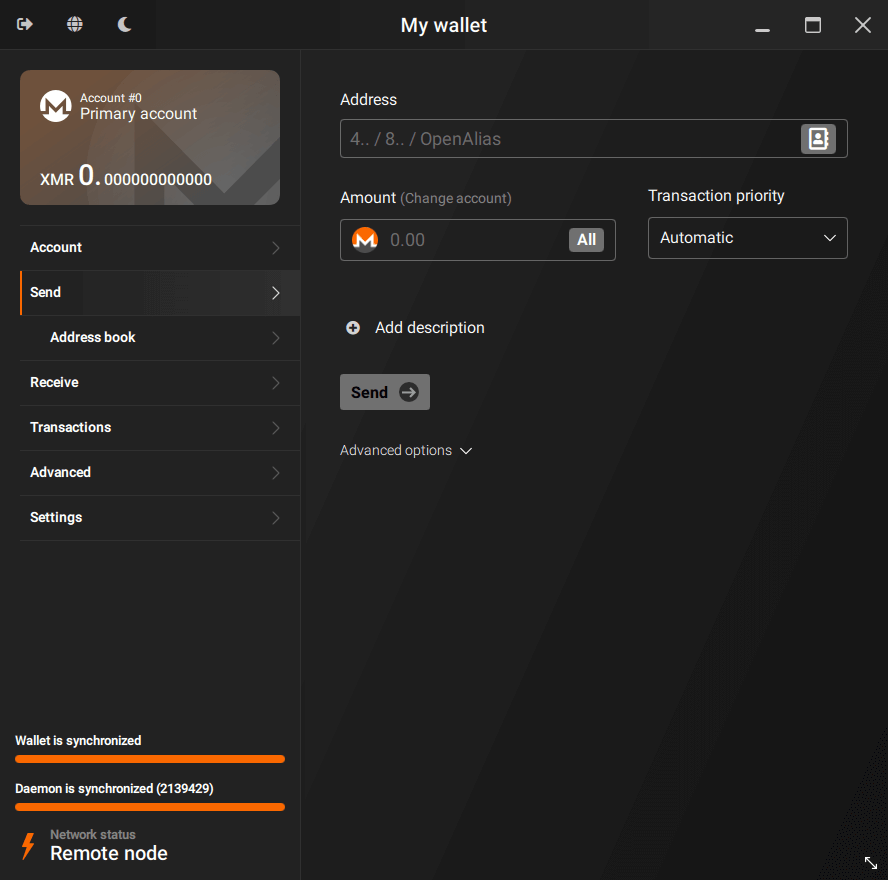 My wallet
Account #0
Primary account
XMR 0.000000000000
Account
Send
Address book
Receive
Transactions
Advanced
Settings
Wallet is synchronized
Daemon is synchronized (2139429)
Network status
Remote node
Address
4.. / 8.. / OpenAlias
Amount (Change account)
Transaction priority
0.00
All
Automatic
Add description
Send
Advanced options